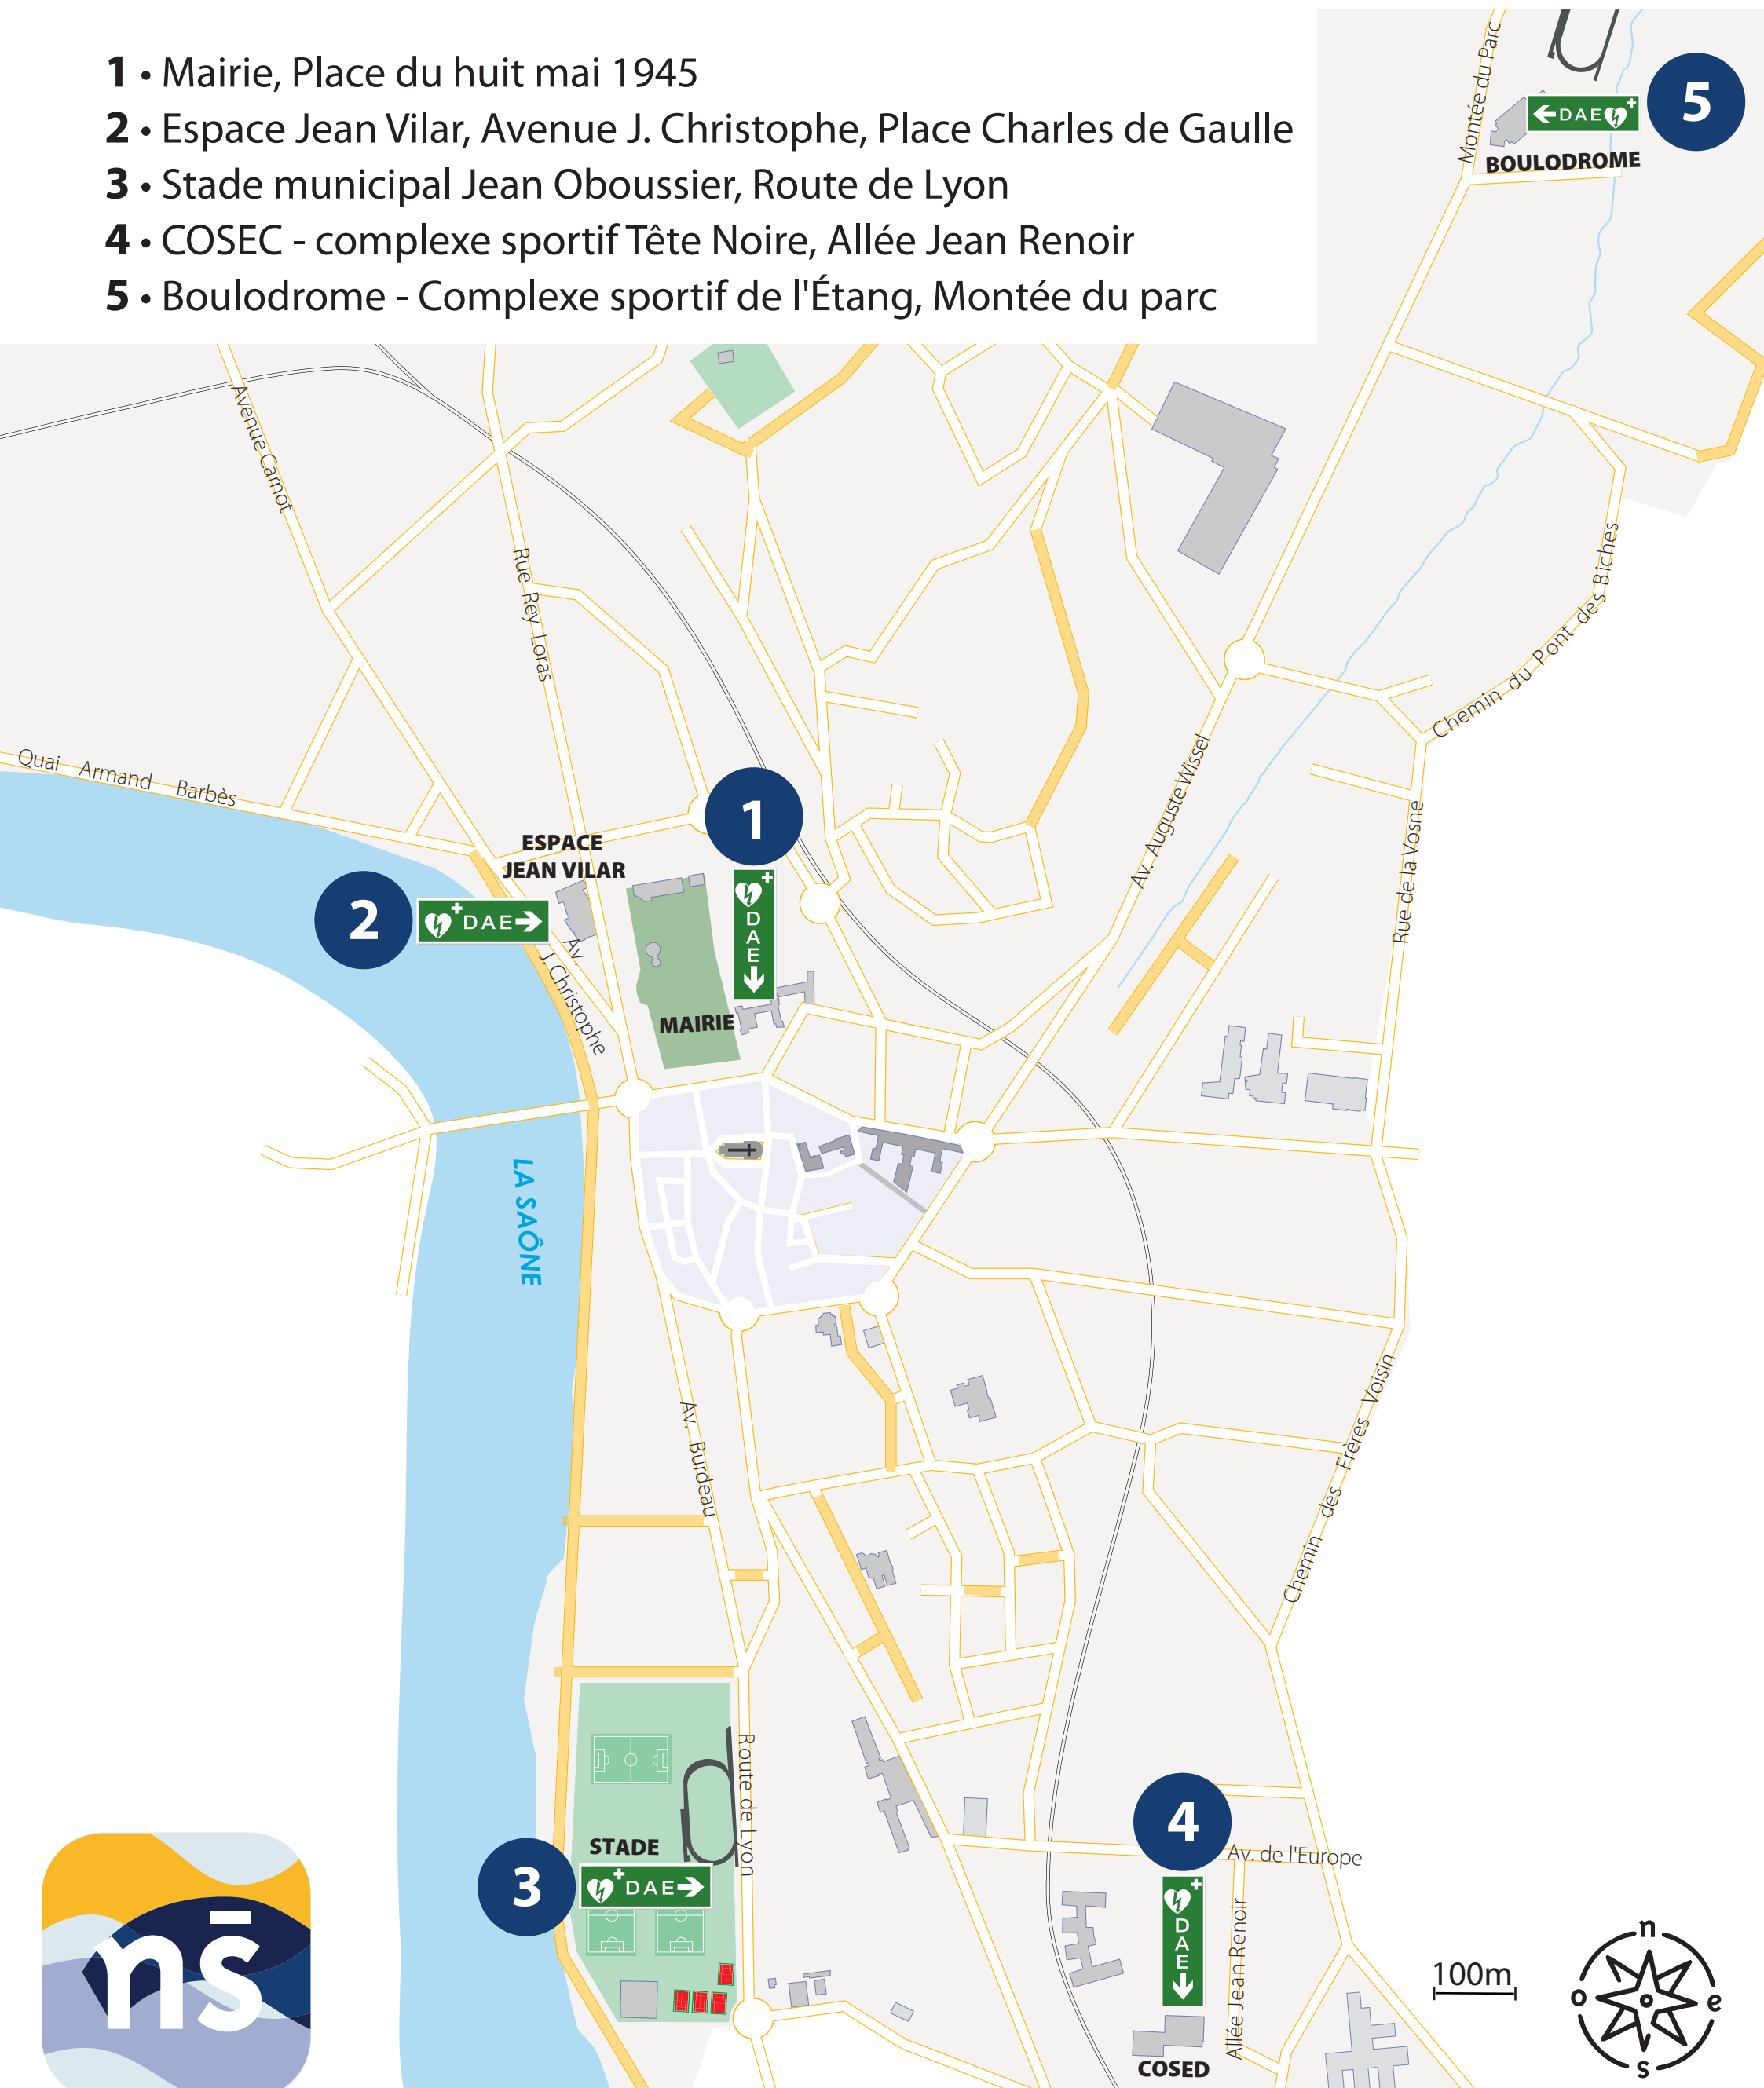 1 • Mairie, Place du huit mai 1945
2 • Espace Jean Vilar, Avenue J. Christophe, Place Charles de Gaulle
3 • Stade municipal Jean Oboussier, Route de Lyon
4 • COSEC - complexe sportif Tête Noire, Allée Jean Renoir
5 • Boulodrome - Complexe sportif de l'Étang, Montée du parc
Montée du Parc
DAE
5
BOULODROME
Avenue Carnot
Rue Rey Loras
Chemin du Pont des Biches
Quai Armand Barbès
Av. Auguste Wissel
Rue de la Vosne
1
DAE
ESPACE
JEAN VILAR
2
DAE
Av.
J. Christophe
MAIRIE
LA SAÔNE
Av. Burdeau
Chemin des Frères Voisin
Route de Lyon
STADE
3
DAE
4
DAE
Av. de l'Europe
Allée Jean Renoir
COSED
ns
100m
n
o
e
s